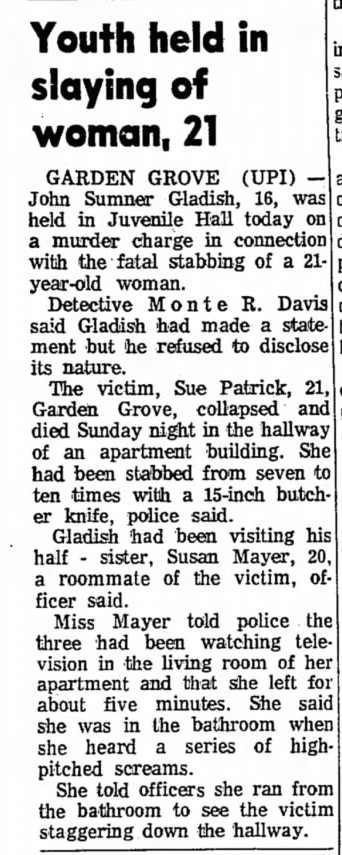 Youth held in
slaying of
woman, 21
GARDEN GROVE (UPI) —
John Sumner Gladish, 16, was
held in Juvenile Hall today on
a murder charge in connection
with the fatal stabbing of a 21-
year-old woman.
Detective Monte R. Davis
said Gladish had made a state-
ment but he refused to disclose
its nature.
The victim, Sue Patrick, 21,
Garden Grove, collapsed and
died Sunday night in the hallway
of an apartment building. She
had been stabbed from seven to
ten times with a 15-inch butch-
er knife, police said.
Gladish had been visiting his
half - sister, Susan Mayer, 20,
a roommate of the victim, of-
ficer said.
Miss Mayer told police the
three had been watching tele-
vision in the living room of her
apartment and that she left for
about five minutes. She said
she was in the bathroom when
she heard a series of high-
pitched screams.
She told officers she ran from
the bathroom to see the victim
staggering down the hallway.